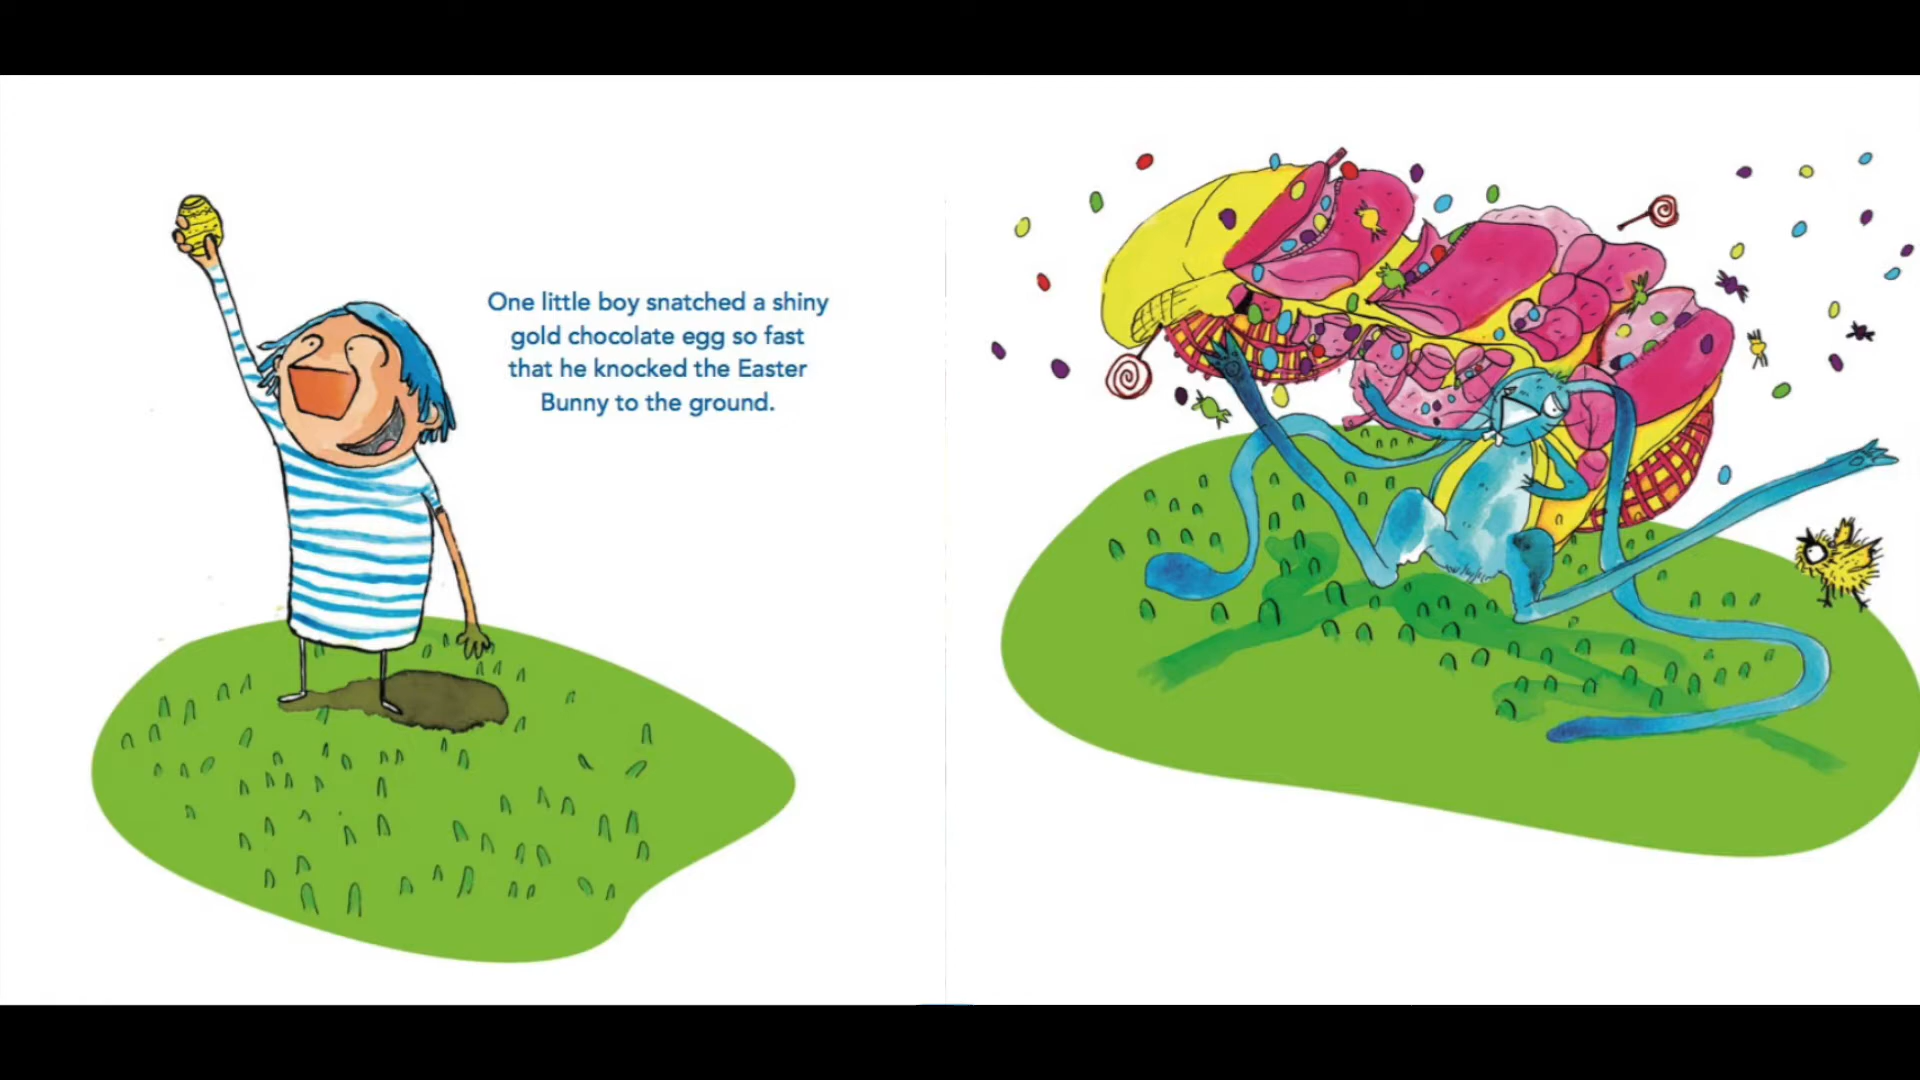 One little boy snatched a shiny
gold chocolate egg so fast
that he knocked the Easter
Bunny to the ground.